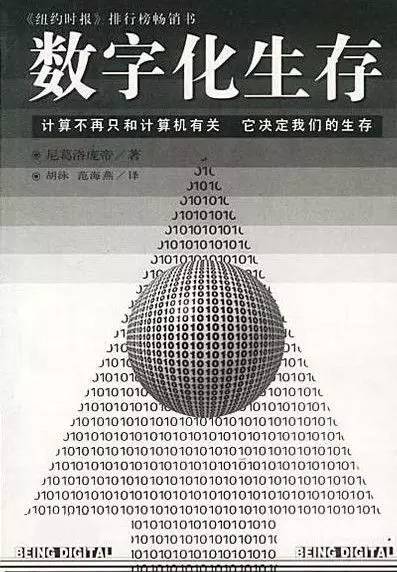 《纽约时报》排行榜畅销书
数字化生存
计算不再只和计算机有关 它决定我们的生存
尼葛洛庞帝/著
胡泳 范海燕/译
BEING DIGITAL BEING DIGITAL